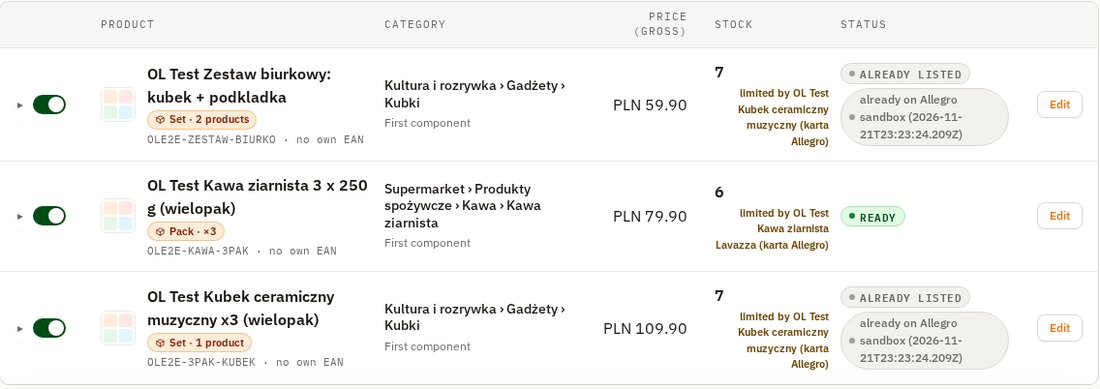 PRODUCT
CATEGORY
PRICE
(GROSS)
STOCK
STATUS
OL Test Zestaw biurkowy:
kubek + podkladka
Set · 2 products
OLE2E-ZESTAW-BIURKO · no own EAN
Kultura i rozrywka › Gadżety ›
Kubki
First component
PLN 59.90
7
limited by OL Test
Kubek ceramiczny
muzyczny (karta
Allegro)
ALREADY LISTED
already on Allegro
sandbox (2026-11-
21T23:23:24.209Z)
Edit
OL Test Kawa ziarnista 3 x 250
g (wielopak)
Pack · ×3
OLE2E-KAWA-3PAK · no own EAN
Supermarket › Produkty
spożywcze › Kawa › Kawa
ziarnista
First component
PLN 79.90
6
limited by OL Test
Kawa ziarnista
Lavazza (karta Allegro)
READY
Edit
OL Test Kubek ceramiczny
muzyczny x3 (wielopak)
Set · 1 product
OLE2E-3PAK-KUBEK · no own EAN
Kultura i rozrywka › Gadżety ›
Kubki
First component
PLN 109.90
7
limited by OL Test
Kubek ceramiczny
muzyczny (karta
Allegro)
ALREADY LISTED
already on Allegro
sandbox (2026-11-
21T23:23:24.209Z)
Edit